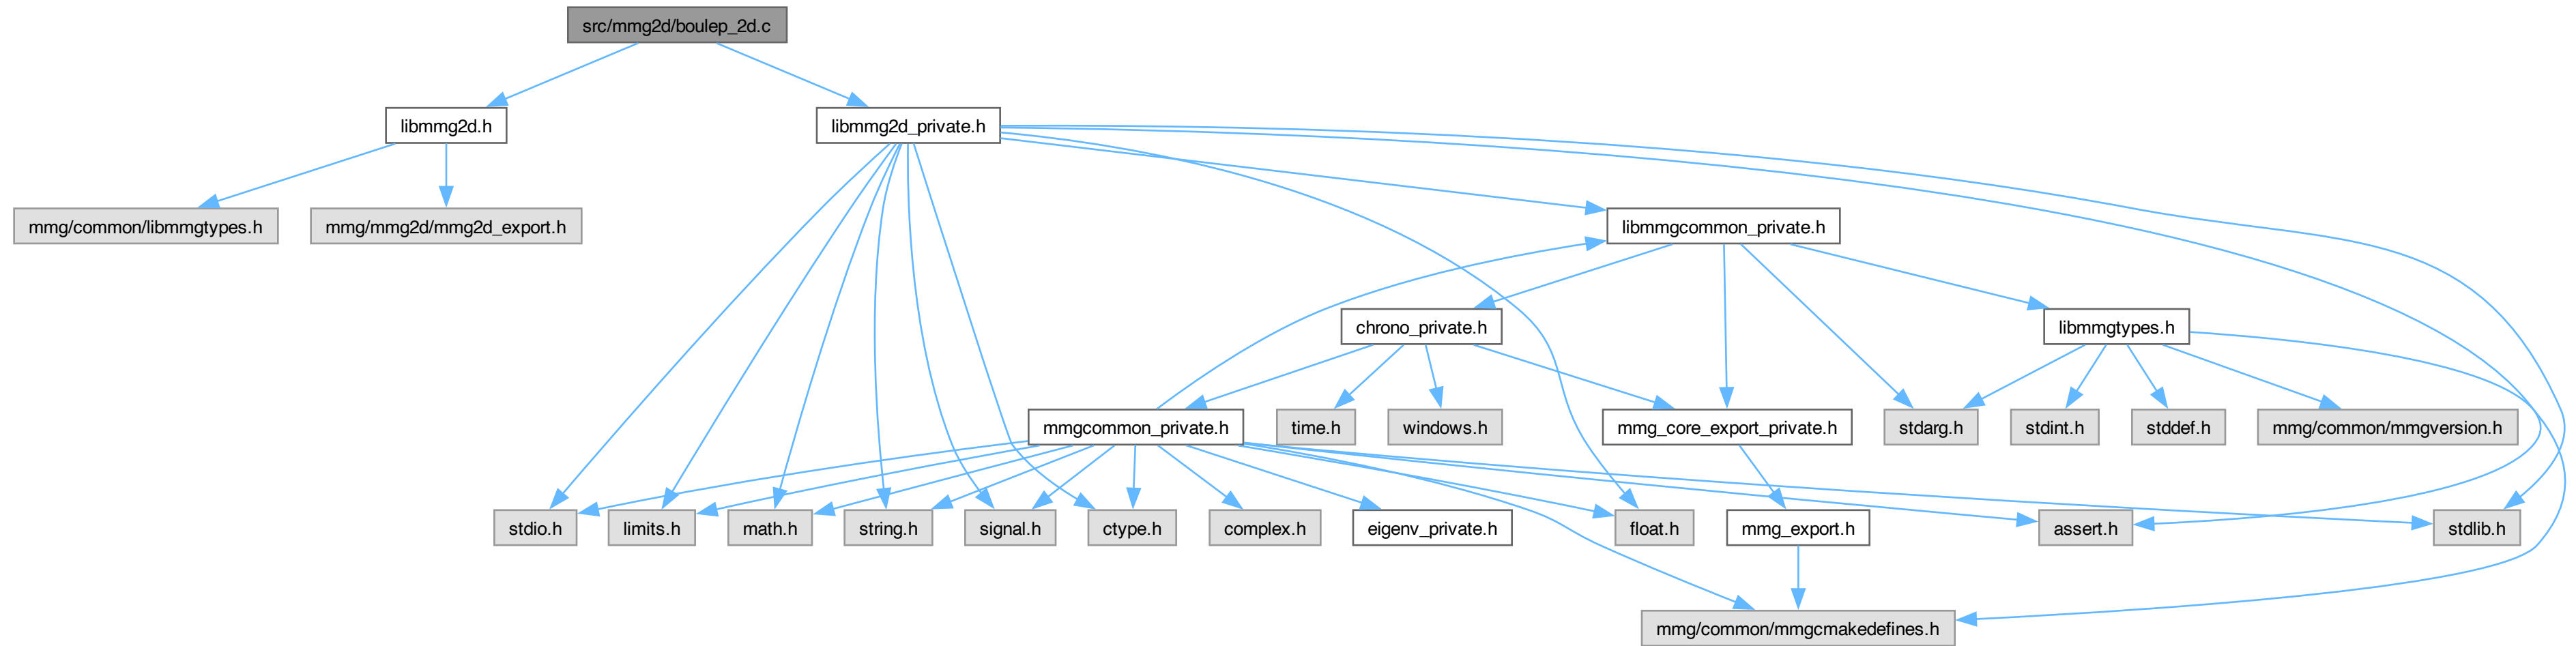 src/mmg2d/boulep_2d.c
libmmg2d.h
libmmg2d_private.h
mmg/common/libmmgtypes.h
mmg/mmg2d/mmg2d_export.h
libmmgcommon_private.h
chrono_private.h
libmmgtypes.h
mmgcommon_private.h
time.h
windows.h
mmg_core_export_private.h
stdarg.h
stdint.h
stddef.h
mmg/common/mmgversion.h
stdio.h
limits.h
math.h
string.h
signal.h
ctype.h
complex.h
eigenv_private.h
float.h
mmg_export.h
assert.h
stdlib.h
mmg/common/mmgcmakedefines.h